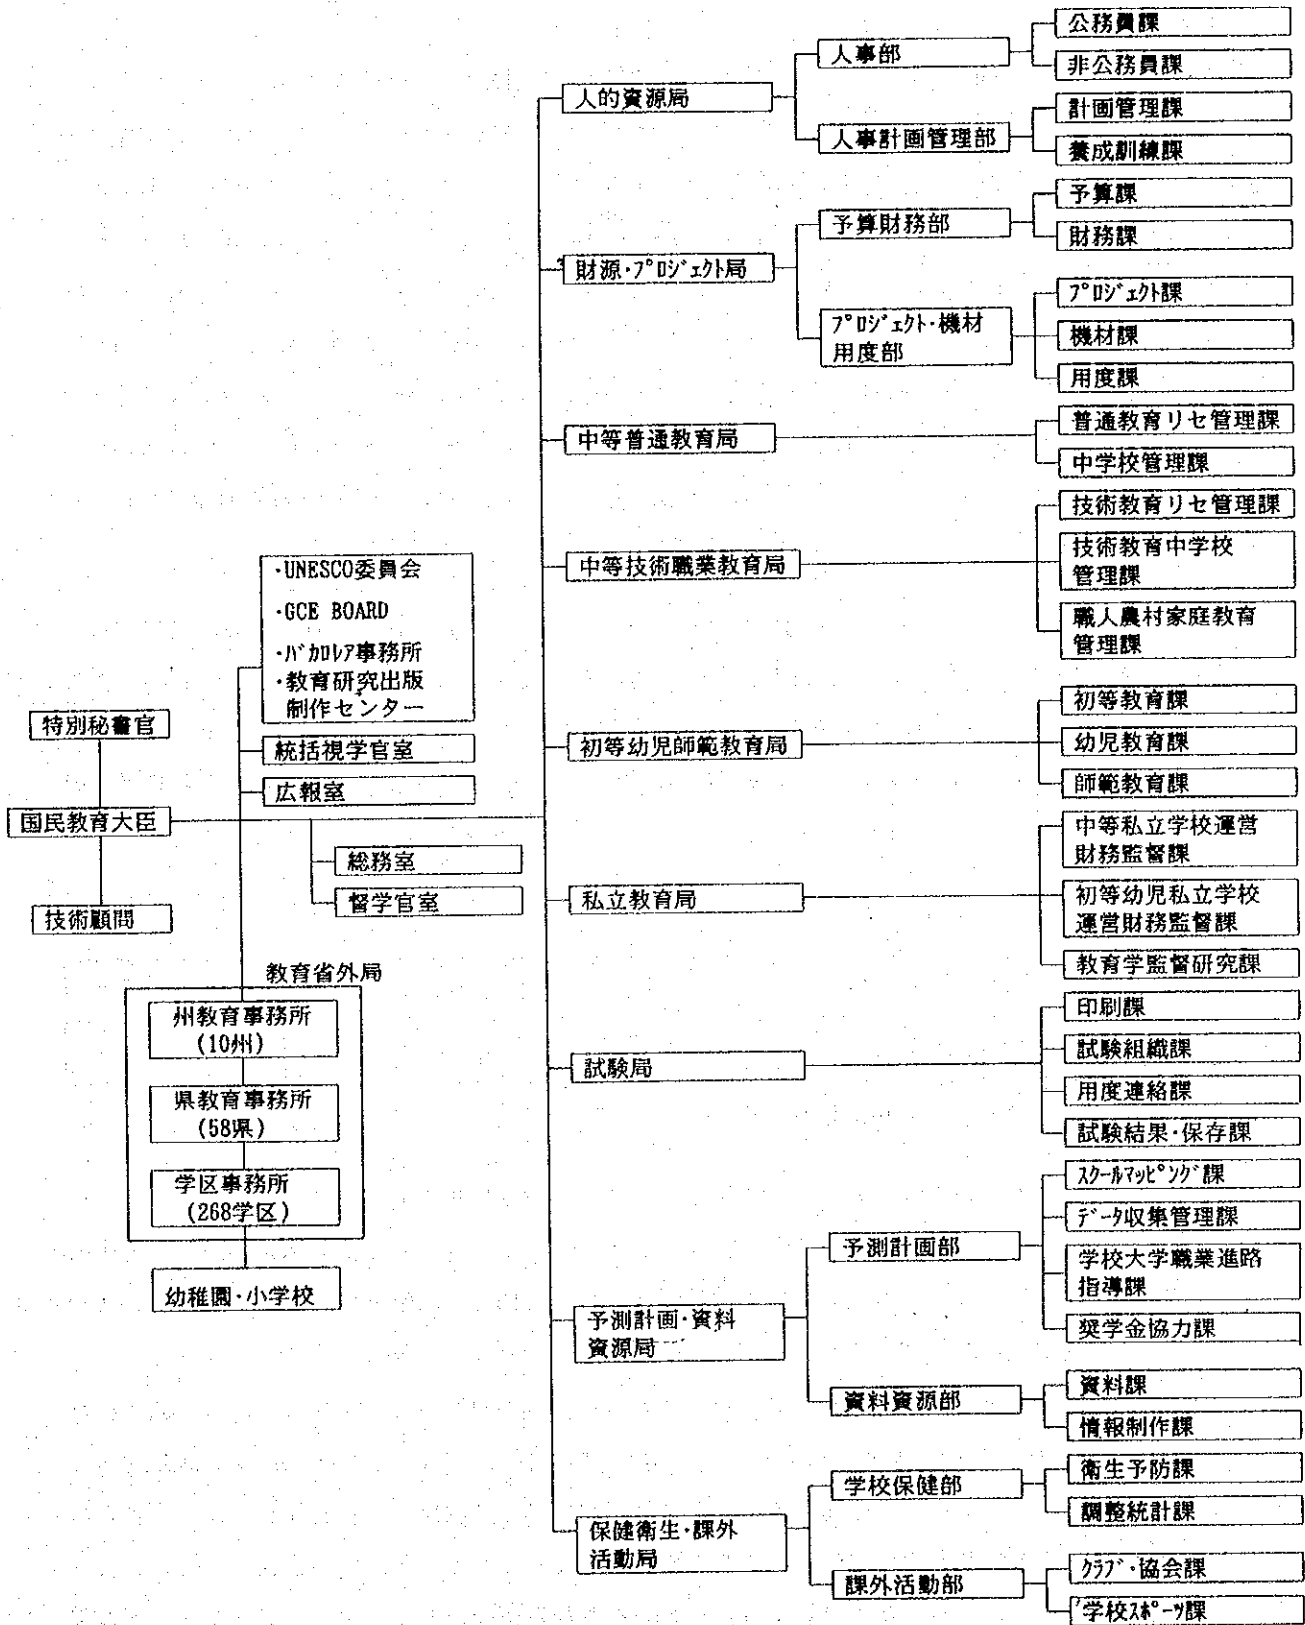 特別秘書官
国民教育大臣
技術顧問
・UNESCO委員会
・GCE BOARD
・バカロレア事務所
・教育研究出版
制作センター
統括視学官室
広報室
総務室
督学官室
教育省外局
州教育事務所
(10州)
県教育事務所
(58県)
学区事務所
(268学区)
幼稚園・小学校
人的資源局
人事部
公務員課
非公務員課
人事計画管理部
計画管理課
養成訓練課
財源・プロジェクト局
予算財務部
予算課
財務課
プロジェクト・機材
用度部
プロジェクト課
機材課
用度課
中等普通教育局
普通教育リセ管理課
中学校管理課
中等技術職業教育局
技術教育リセ管理課
技術教育中学校
管理課
職人農村家庭教育
管理課
初等幼児師範教育局
初等教育課
幼児教育課
師範教育課
私立教育局
中等私立学校運営
財務監督課
初等幼児私立学校
運営財務監督課
教育学監督研究課
試験局
印刷課
試験組織課
用度連絡課
試験結果・保存課
予測計画・資料
資源局
予測計画部
スクールマッピング課
データ収集管理課
学校大学職業進路
指導課
奨学金協力課
資料資源部
資料課
情報制作課
保健衛生・課外
活動局
学校保健部
衛生予防課
調整統計課
課外活動部
クラブ・協会課
学校スポーツ課